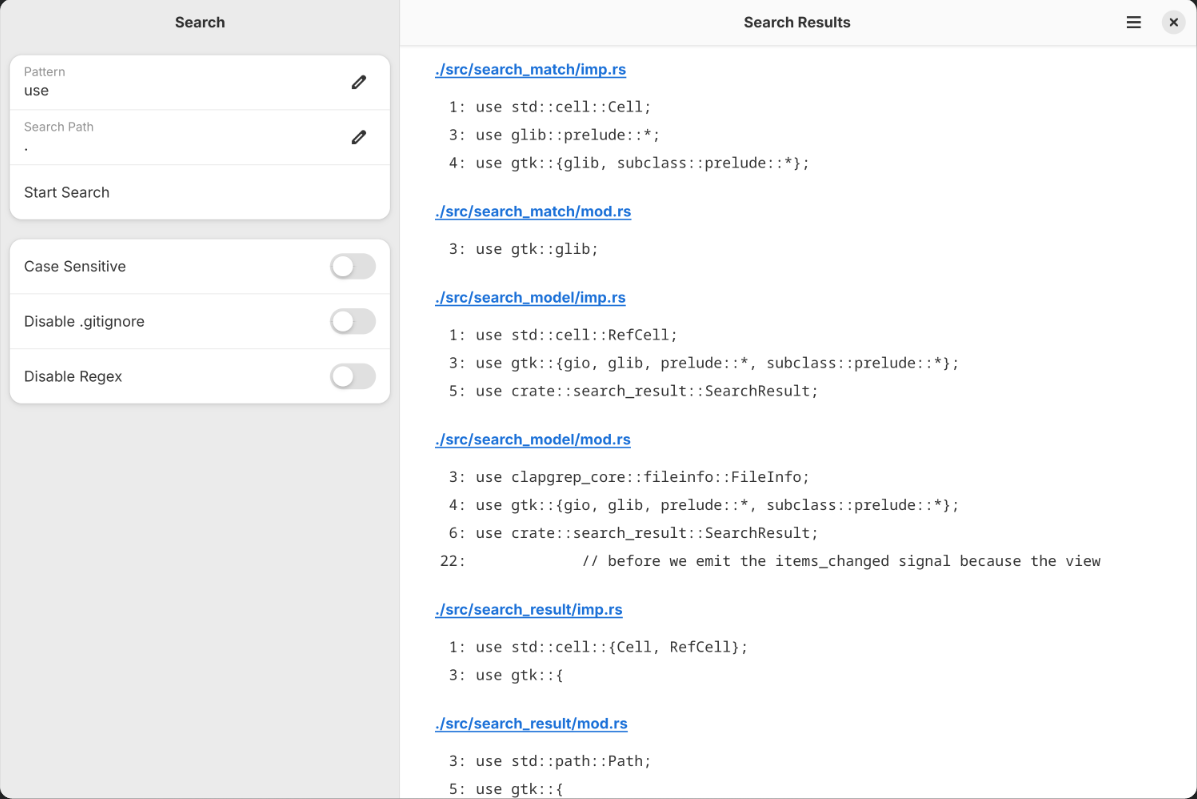 Search
Pattern
use
Search Path
.
Start Search
Case Sensitive
Disable .gitignore
Disable Regex
Search Results
./src/search_match/imp.rs
1: use std::cell::Cell;
3: use glib::prelude::*;
4: use gtk::{glib, subclass::prelude::*};
./src/search_match/mod.rs
3: use gtk::glib;
./src/search_model/imp.rs
1: use std::cell::RefCell;
3: use gtk::{gio, glib, prelude::*, subclass::prelude::*};
5: use crate::search_result::SearchResult;
./src/search_model/mod.rs
3: use clapgrep_core::fileinfo::FileInfo;
4: use gtk::{gio, glib, prelude::*, subclass::prelude::*};
6: use crate::search_result::SearchResult;
22:             // before we emit the items_changed signal because the view
./src/search_result/imp.rs
1: use std::cell::{Cell, RefCell};
3: use gtk::{
./src/search_result/mod.rs
3: use std::path::Path;
5: use gtk::{